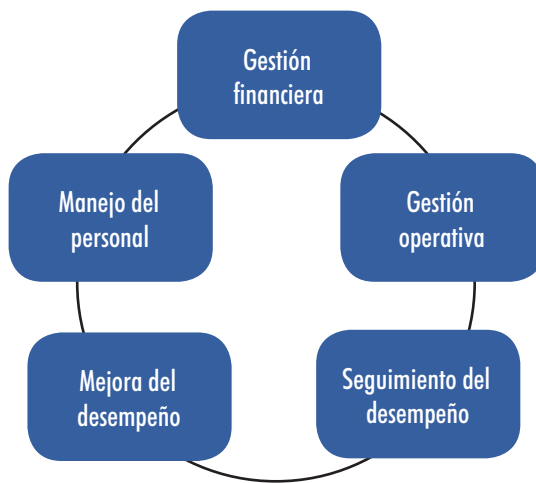 Gestión
financiera
Manejo del
personal
Gestión
operativa
Mejora del
desempeño
Seguimiento del
desempeño